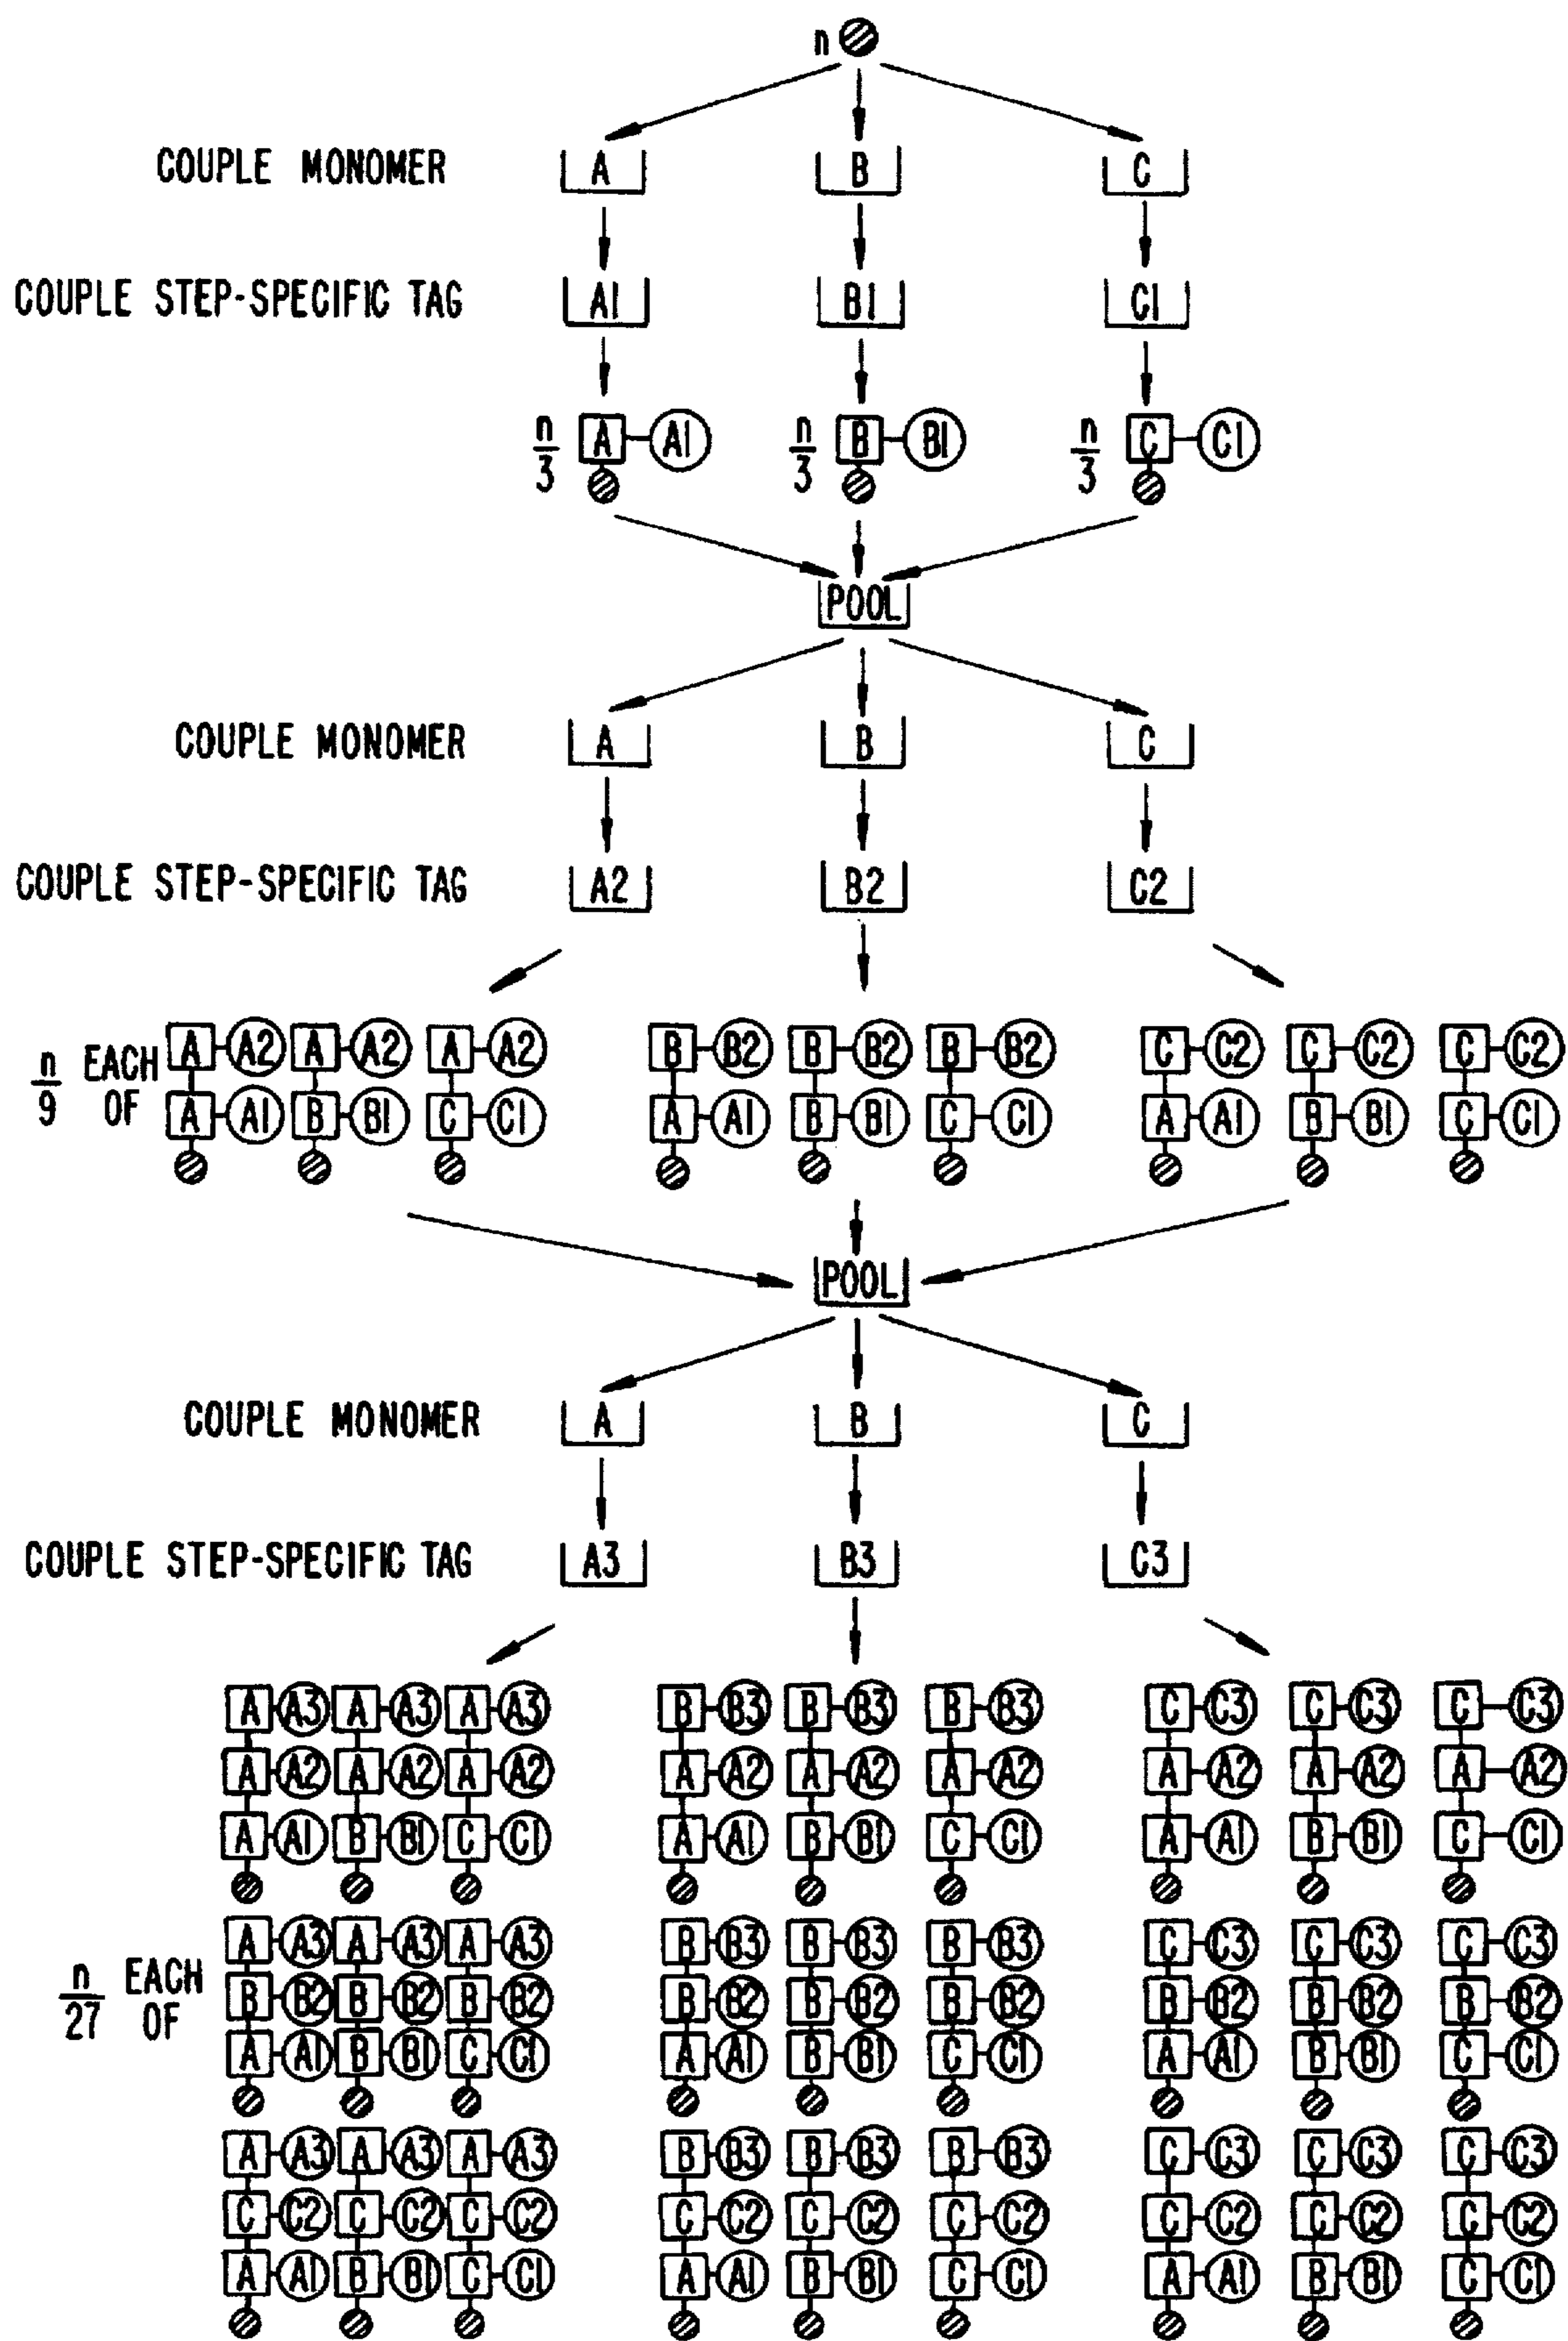 n
COUPLE MONOMER A B C
COUPLE STEP-SPECIFIC TAG A1 B1 C1
n/3 A A1 n/3 B B1 n/3 C C1
POOL
COUPLE MONOMER A B C
COUPLE STEP-SPECIFIC TAG A2 B2 C2
A A2 A A2 A A2 B B2 B B2 B B2 C C2 C C2 C C2
n/9 EACH OF
A A1 B B1 C C1 A A1 B B1 C C1 A A1 B B1 C C1
POOL
COUPLE MONOMER A B C
COUPLE STEP-SPECIFIC TAG A3 B3 C3
A A3 A A3 A A3 B B3 B B3 B B3 C C3 C C3 C C3
A A2 A A2 A A2 A A2 A A2 A A2 A A2 A A2 A A2
A A1 B B1 C C1 A A1 B B1 C C1 A A1 B B1 C C1
A A3 A A3 A A3 B B3 B B3 B B3 C C3 C C3 C C3
n/27 EACH OF
B B2 B B2 B B2 B B2 B B2 B B2 B B2 B B2 B B2
A A1 B B1 C C1 A A1 B B1 C C1 A A1 B B1 C C1
A A3 A A3 A A3 B B3 B B3 B B3 C C3 C C3 C C3
C C2 C C2 C C2 C C2 C C2 C C2 C C2 C C2 C C2
A A1 B B1 C C1 A A1 B B1 C C1 A A1 B B1 C C1